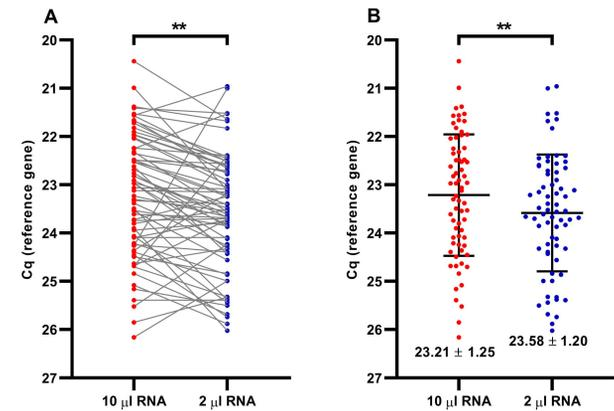 A
**
20
21
22
23
24
25
26
27
Cq (reference gene)
10 µl RNA
2 µl RNA
B
**
20
21
22
23
24
25
26
27
Cq (reference gene)
23.21 ± 1.25
23.58 ± 1.20
10 µl RNA
2 µl RNA